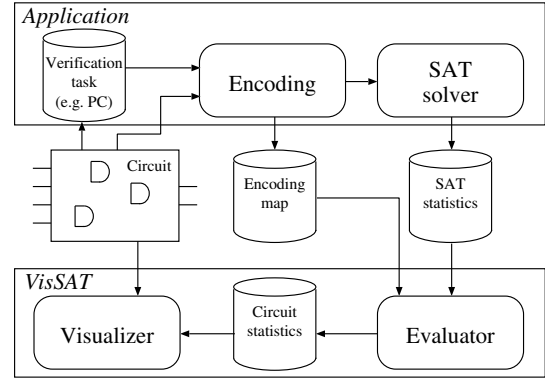 Application
Verification
task
(e.g. PC)
Encoding
SAT
solver
Circuit
Encoding
map
SAT
statistics
VisSAT
Visualizer
Circuit
statistics
Evaluator